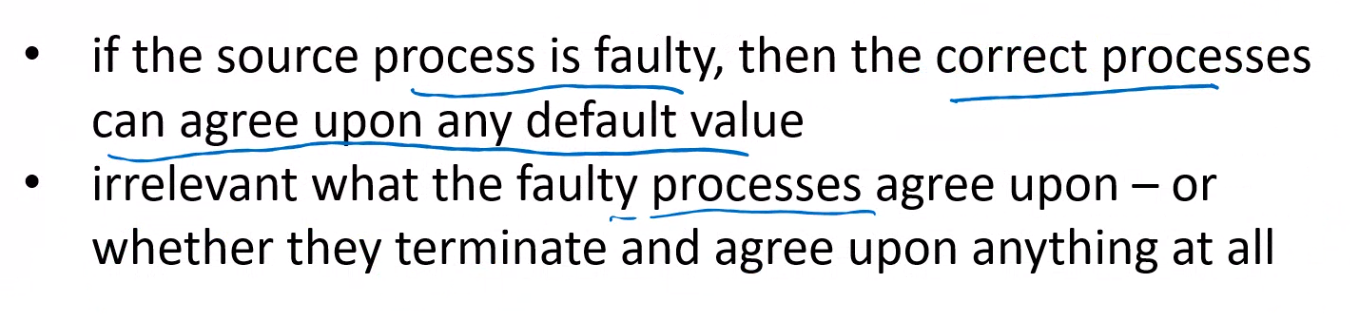 • if the source process is faulty, then the correct processes
can agree upon any default value
• irrelevant what the faulty processes agree upon – or
whether they terminate and agree upon anything at all